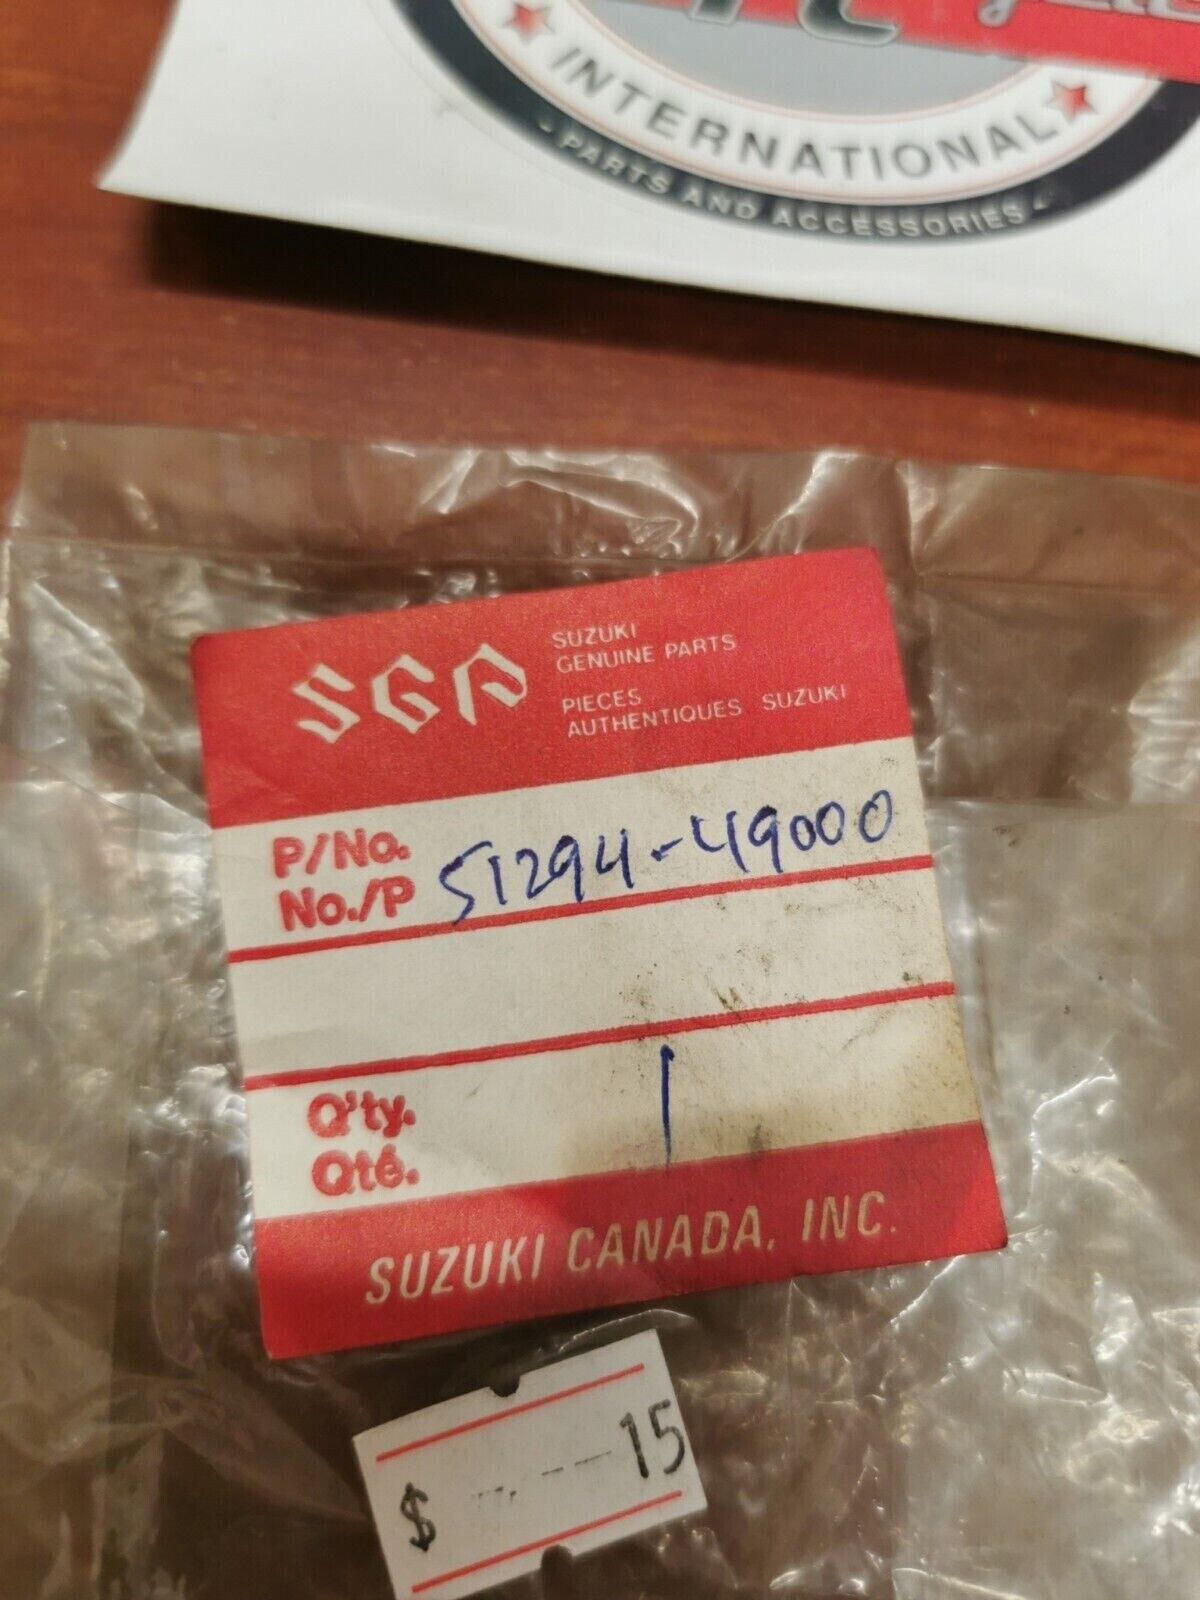 INTERNATIONAL
PARTS AND ACCESSORIES
SGP
SUZUKI
GENUINE PARTS
PIECES
AUTHENTIQUES SUZUKI
P/No.
No./P
51294-49000
Q'ty.
Qté.
1
SUZUKI CANADA, INC.
$ 15